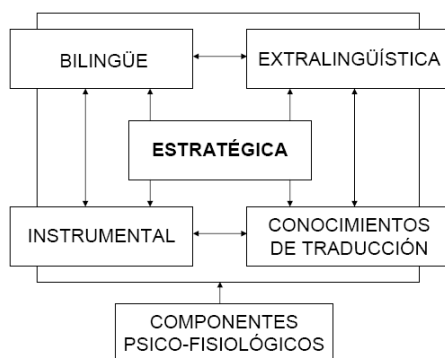 BILINGÜE
EXTRALINGÜÍSTICA
ESTRATÉGICA
INSTRUMENTAL
CONOCIMIENTOS
DE TRADUCCIÓN
COMPONENTES
PSICO-FISIOLÓGICOS